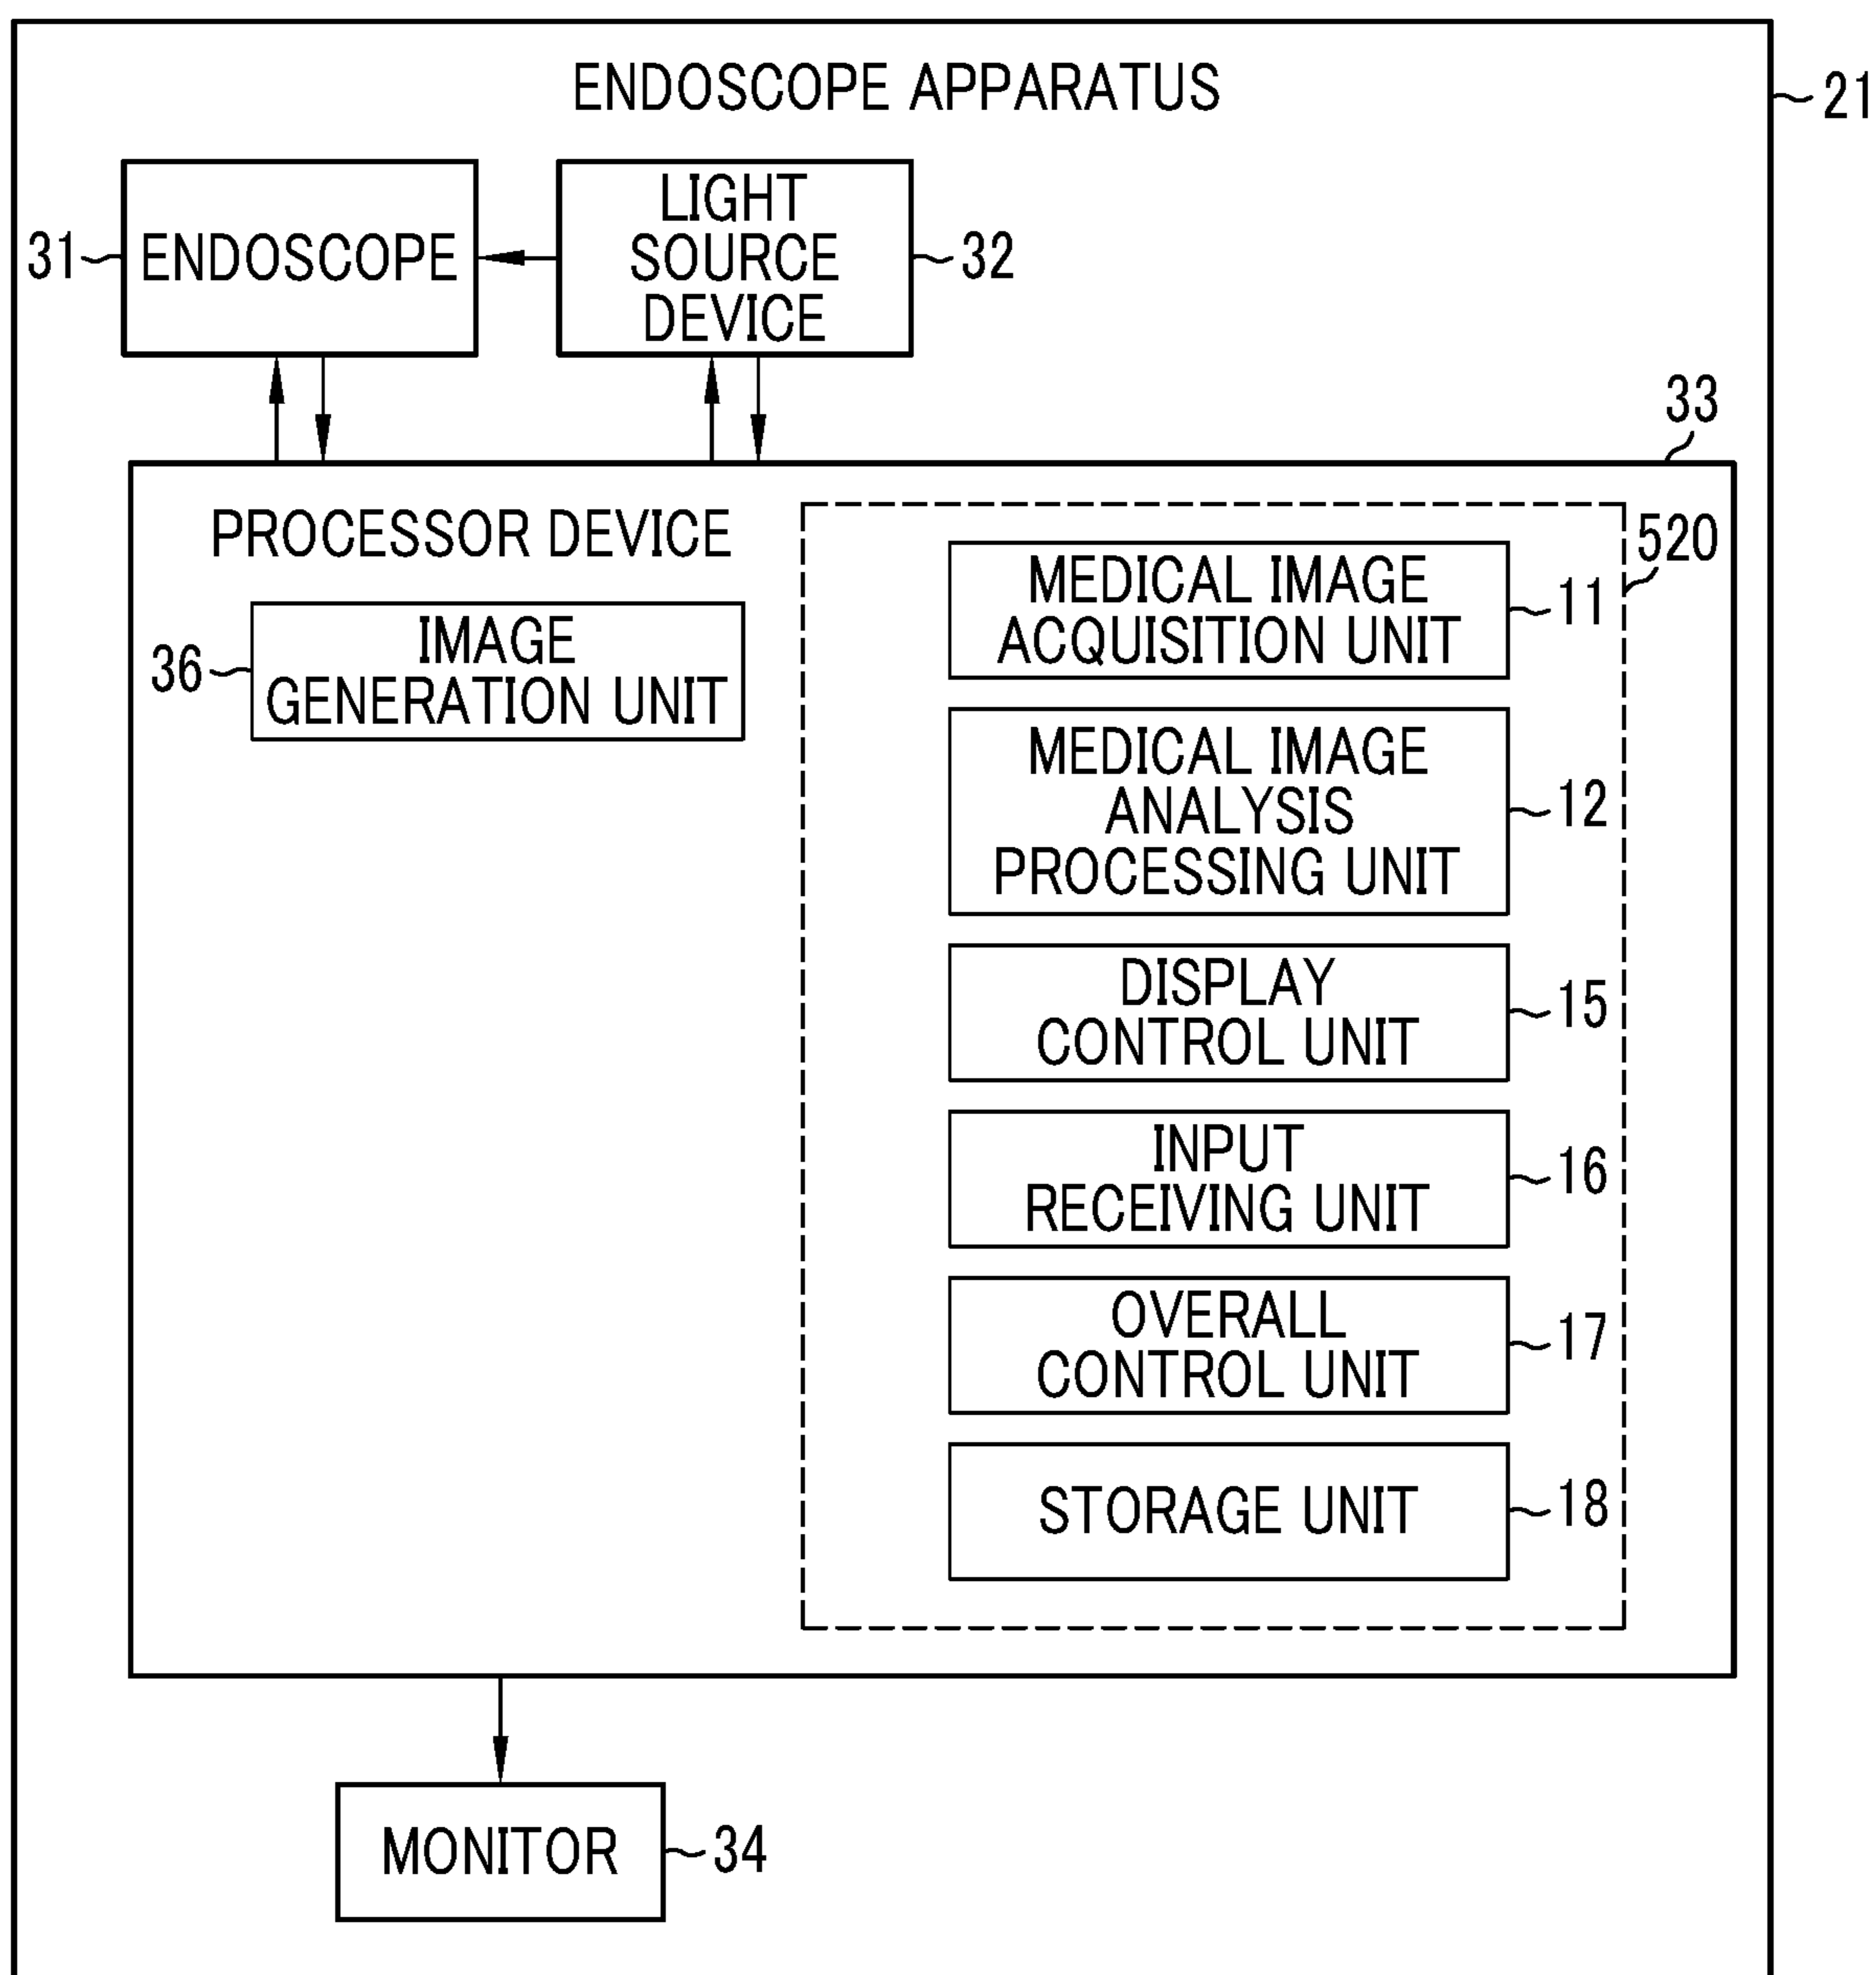 ENDOSCOPE APPARATUS
21
31
ENDOSCOPE
LIGHT
SOURCE
DEVICE
32
33
PROCESSOR DEVICE
520
36
IMAGE
GENERATION UNIT
MEDICAL IMAGE
ACQUISITION UNIT
11
MEDICAL IMAGE
ANALYSIS
PROCESSING UNIT
12
DISPLAY
CONTROL UNIT
15
INPUT
RECEIVING UNIT
16
OVERALL
CONTROL UNIT
17
STORAGE UNIT
18
MONITOR
34